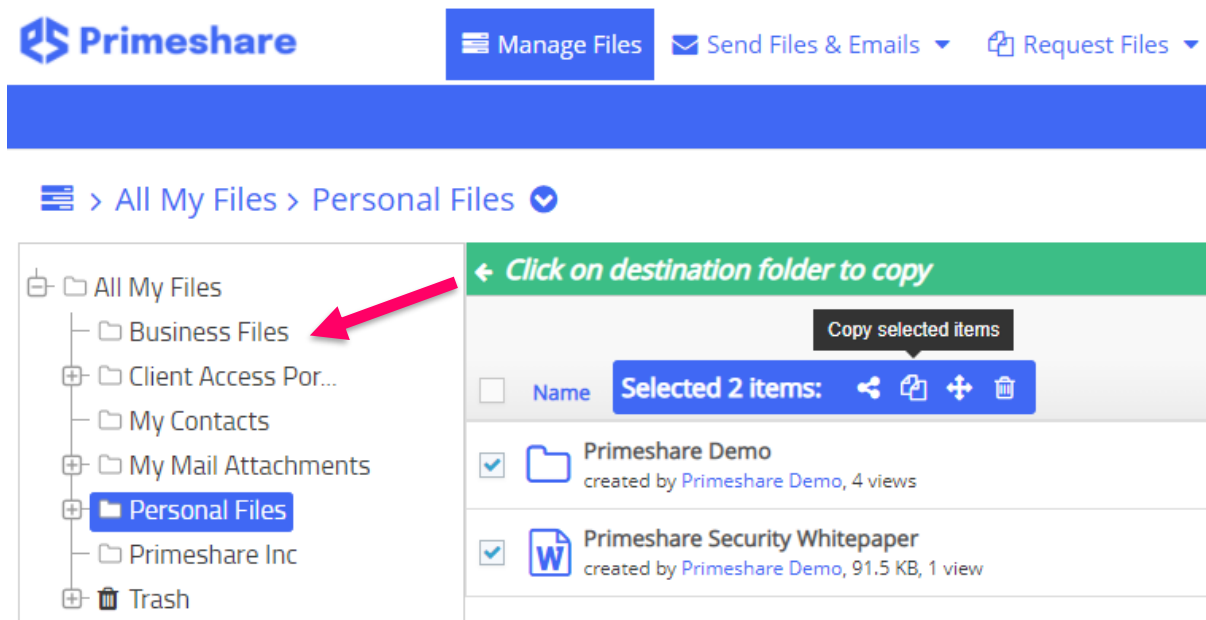 Primeshare
Manage Files
Send Files & Emails
Request Files
> All My Files > Personal Files
All My Files
Business Files
Client Access Por...
My Contacts
My Mail Attachments
Personal Files
Primeshare Inc
Trash
Click on destination folder to copy
Copy selected items
Name
Selected 2 items:
Primeshare Demo
created by Primeshare Demo, 4 views
Primeshare Security Whitepaper
created by Primeshare Demo, 91.5 KB, 1 view
W